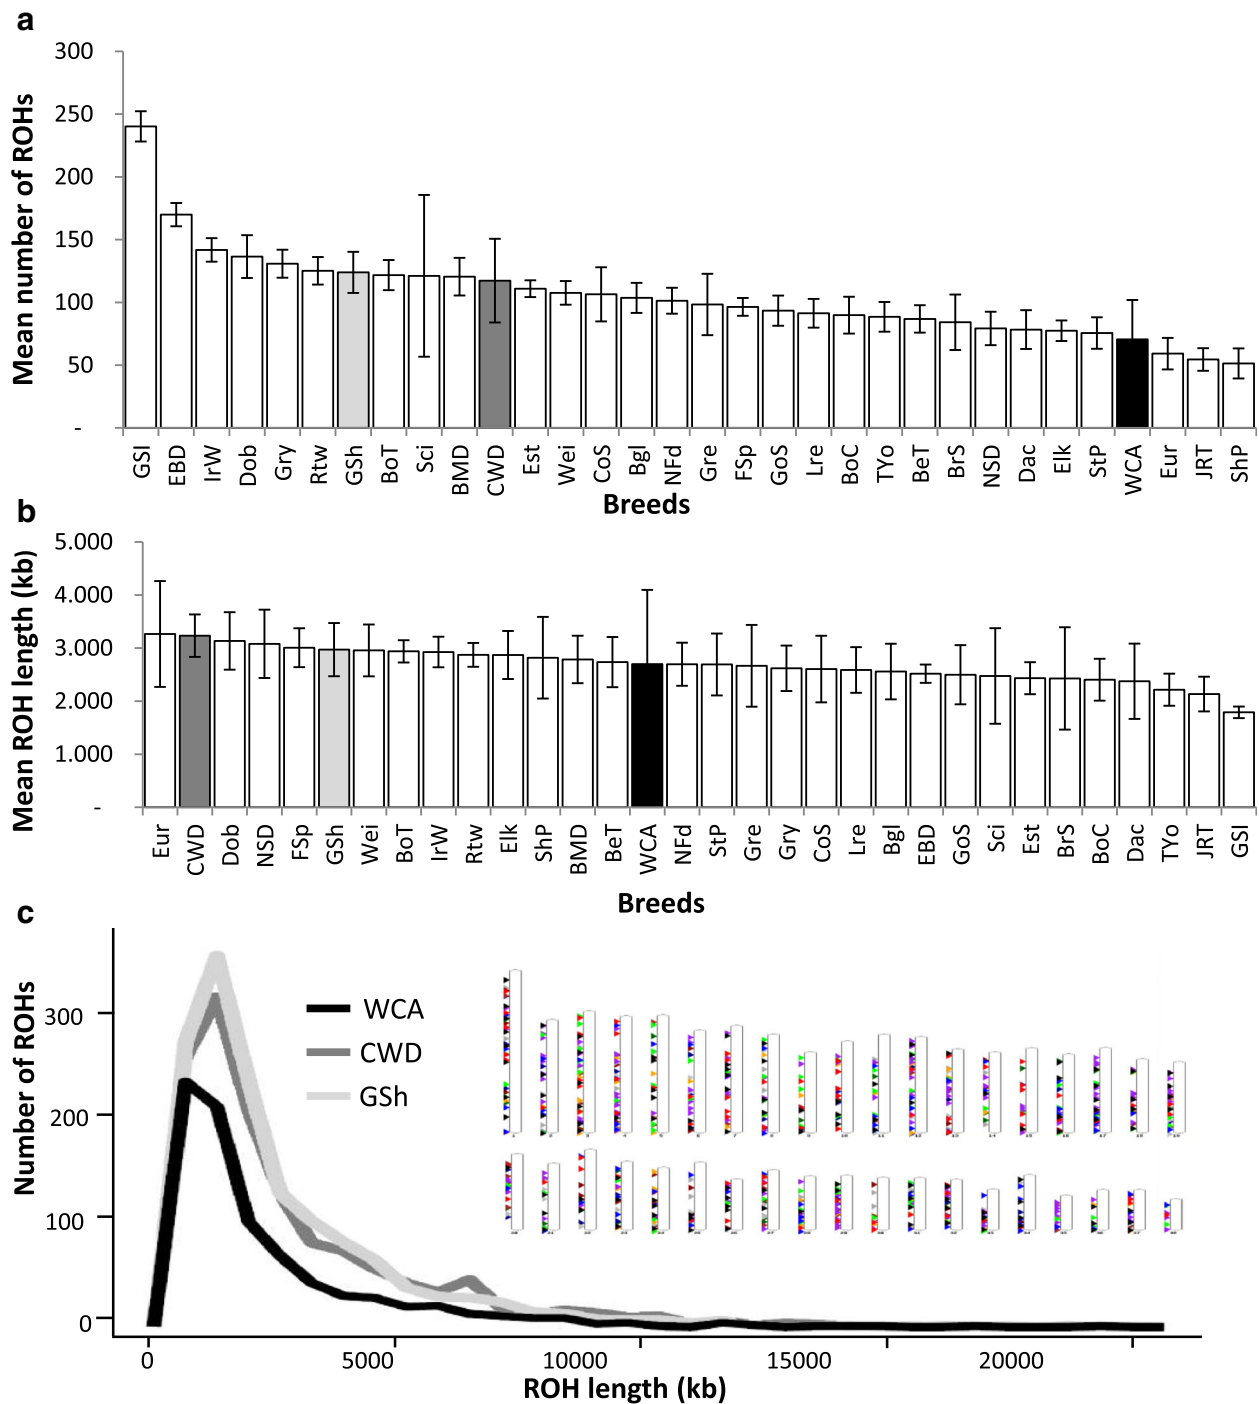 a
Mean number of ROHs
300
250
200
150
100
50
-
GSl EBD IrW Dob Gry Rtw GSh BoT Sci BMD CWD Est Wei CoS Bgl NFd Gre FSp GoS Lre BoC TYo BeT BrS NSD Dac Elk StP WCA Eur JRT ShP
Breeds
b
Mean ROH length (kb)
5.000
4.000
3.000
2.000
1.000
-
Eur CWD Dob NSD FSp GSh Wei BoT IrW Rtw Elk ShP BMD BeT WCA NFd StP Gre Gry CoS Lre Bgl EBD GoS Sci Est BrS BoC Dac TYo JRT GSl
Breeds
c
Number of ROHs
300
200
100
0
WCA
CWD
GSh
0 5000 10000 15000 20000
ROH length (kb)